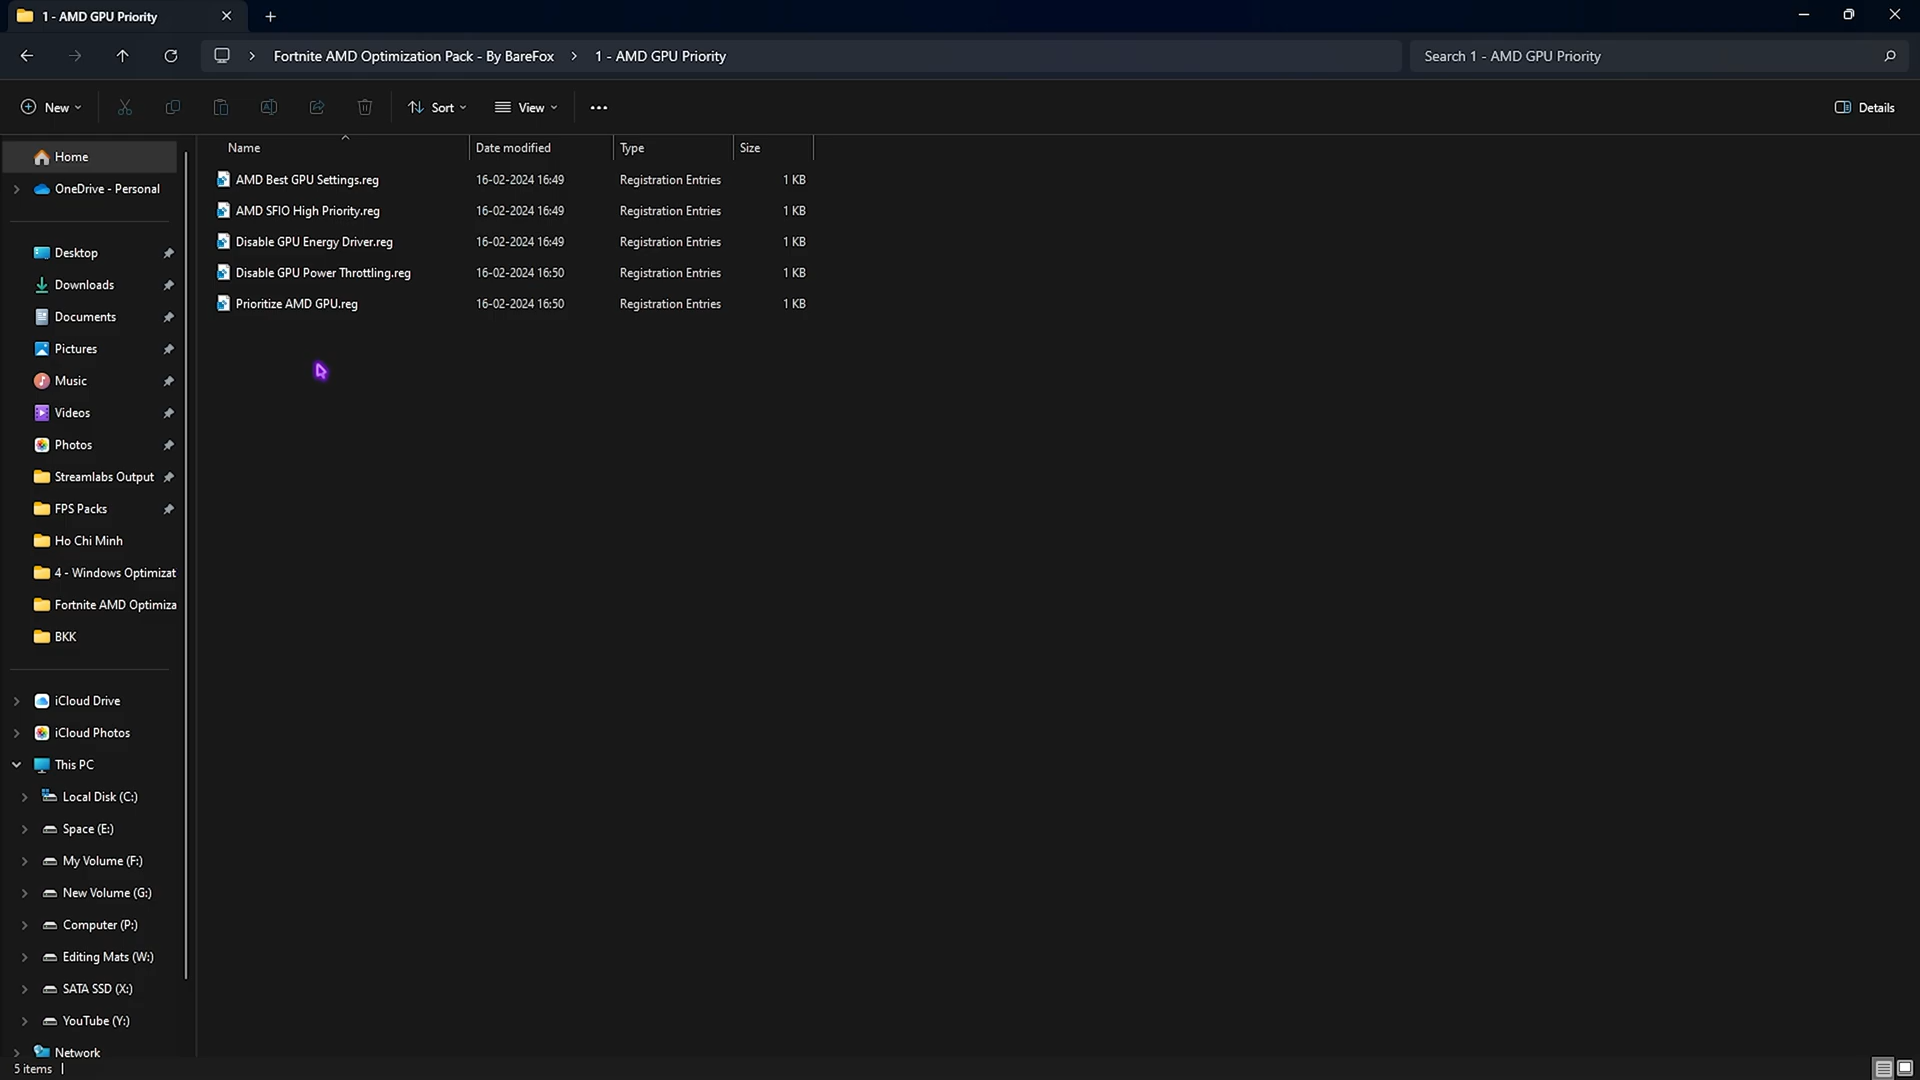 1 - AMD GPU Priority
Fortnite AMD Optimization Pack - By BareFox > 1 - AMD GPU Priority
Search 1 - AMD GPU Priority
New Sort View Details
Name Date modified Type Size
AMD Best GPU Settings.reg 16-02-2024 16:49 Registration Entries 1 KB
AMD SFIO High Priority.reg 16-02-2024 16:49 Registration Entries 1 KB
Disable GPU Energy Driver.reg 16-02-2024 16:49 Registration Entries 1 KB
Disable GPU Power Throttling.reg 16-02-2024 16:50 Registration Entries 1 KB
Prioritize AMD GPU.reg 16-02-2024 16:50 Registration Entries 1 KB
Home
OneDrive - Personal
Desktop
Downloads
Documents
Pictures
Music
Videos
Photos
Streamlabs Output
FPS Packs
Ho Chi Minh
4 - Windows Optimizat
Fortnite AMD Optimiza
BKK
iCloud Drive
iCloud Photos
This PC
Local Disk (C:)
Space (E:)
My Volume (F:)
New Volume (G:)
Computer (P:)
Editing Mats (W:)
SATA SSD (X:)
YouTube (Y:)
Network
5 items